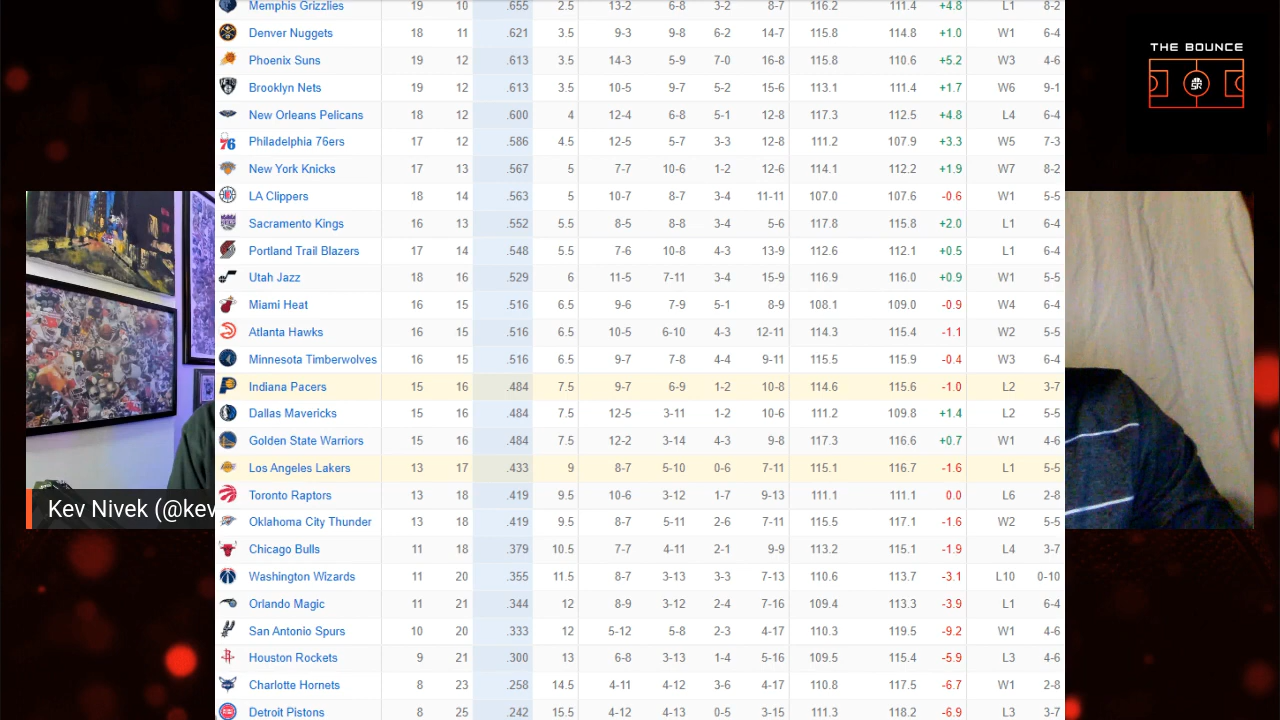 THE BOUNCE
SR
Kev Nivek (@kev
Memphis Grizzlies 19 10 .655 2.5 13-2 6-8 3-2 8-7 116.2 111.4 +4.8 L1 8-2
Denver Nuggets 18 11 .621 3.5 9-3 9-8 6-2 14-7 115.8 114.8 +1.0 W1 6-4
Phoenix Suns 19 12 .613 3.5 14-3 5-9 7-0 16-8 115.8 110.6 +5.2 W3 4-6
Brooklyn Nets 19 12 .613 3.5 10-5 9-7 5-2 15-6 113.1 111.4 +1.7 W6 9-1
New Orleans Pelicans 18 12 .600 4 12-4 6-8 5-1 12-8 117.3 112.5 +4.8 L4 6-4
76 Philadelphia 76ers 17 12 .586 4.5 12-5 5-7 3-3 12-8 111.2 107.9 +3.3 W5 7-3
New York Knicks 17 13 .567 5 7-7 10-6 1-2 12-6 114.1 112.2 +1.9 W7 8-2
LA Clippers 18 14 .563 5 10-7 8-7 3-4 11-11 107.0 107.6 -0.6 W1 5-5
Sacramento Kings 16 13 .552 5.5 8-5 8-8 3-4 5-6 117.8 115.8 +2.0 L1 6-4
Portland Trail Blazers 17 14 .548 5.5 7-6 10-8 4-3 13-9 112.6 112.1 +0.5 L1 6-4
Utah Jazz 18 16 .529 6 11-5 7-11 3-4 15-9 116.9 116.0 +0.9 W1 5-5
Miami Heat 16 15 .516 6.5 9-6 7-9 5-1 8-9 108.1 109.0 -0.9 W4 6-4
Atlanta Hawks 16 15 .516 6.5 10-5 6-10 4-3 12-11 114.3 115.4 -1.1 W2 5-5
Minnesota Timberwolves 16 15 .516 6.5 9-7 7-8 4-4 9-11 115.5 115.9 -0.4 W3 6-4
Indiana Pacers 15 16 .484 7.5 9-7 6-9 1-2 10-8 114.6 115.6 -1.0 L2 3-7
Dallas Mavericks 15 16 .484 7.5 12-5 3-11 1-2 10-6 111.2 109.8 +1.4 L2 5-5
Golden State Warriors 15 16 .484 7.5 12-2 3-14 4-3 9-8 117.3 116.6 +0.7 W1 4-6
Los Angeles Lakers 13 17 .433 9 8-7 5-10 0-6 7-11 115.1 116.7 -1.6 L1 5-5
Toronto Raptors 13 18 .419 9.5 10-6 3-12 1-7 9-13 111.1 111.1 0.0 L6 2-8
Oklahoma City Thunder 13 18 .419 9.5 8-7 5-11 2-6 7-11 115.5 117.1 -1.6 W2 5-5
Chicago Bulls 11 18 .379 10.5 7-7 4-11 2-1 9-9 113.2 115.1 -1.9 L4 3-7
Washington Wizards 11 20 .355 11.5 8-7 3-13 3-3 7-13 110.6 113.7 -3.1 L10 0-10
Orlando Magic 11 21 .344 12 8-9 3-12 2-4 7-16 109.4 113.3 -3.9 L1 6-4
San Antonio Spurs 10 20 .333 12 5-12 5-8 2-3 4-17 110.3 119.5 -9.2 W1 4-6
Houston Rockets 9 21 .300 13 6-8 3-13 1-4 5-16 109.5 115.4 -5.9 L3 4-6
Charlotte Hornets 8 23 .258 14.5 4-11 4-12 3-6 4-17 110.8 117.5 -6.7 W1 2-8
Detroit Pistons 8 25 .242 15.5 4-12 4-13 0-5 3-15 111.3 118.2 -6.9 L3 3-7